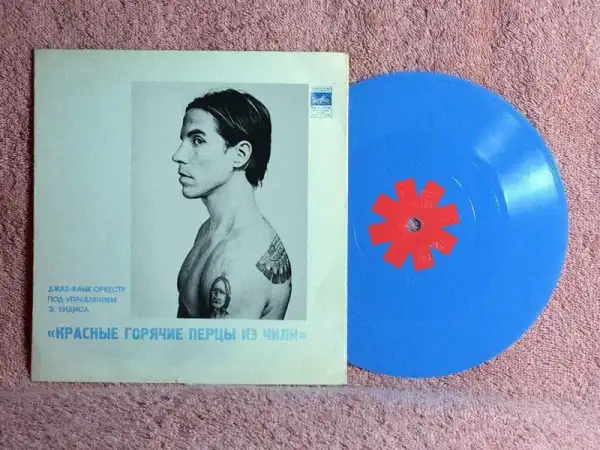 ДЖАЗ-ФАНК ОРКЕСТР
ПОД УПРАВЛЕНИЕМ
Э. КИДИСА
«КРАСНЫЕ ГОРЯЧИЕ ПЕРЦЫ ИЗ ЧИЛИ»